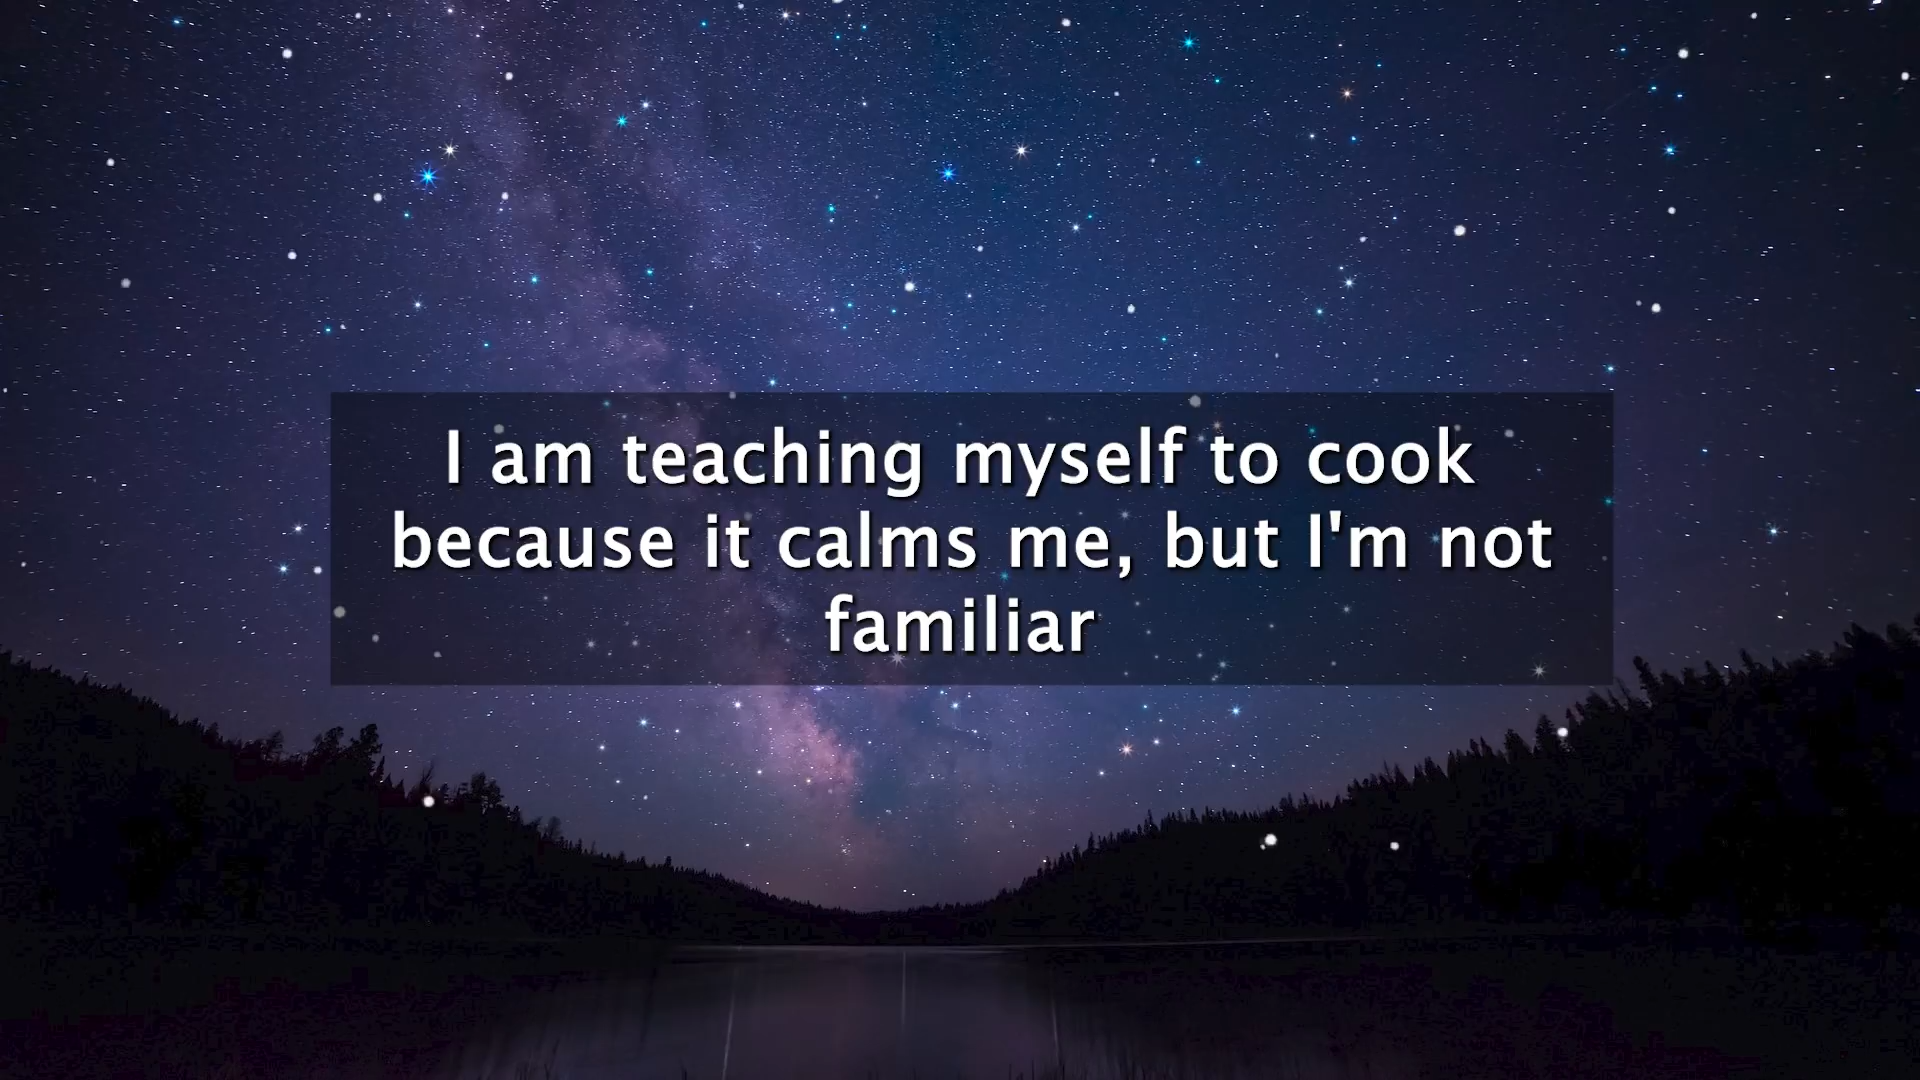 I am teaching myself to cook
because it calms me, but I'm not
familiar